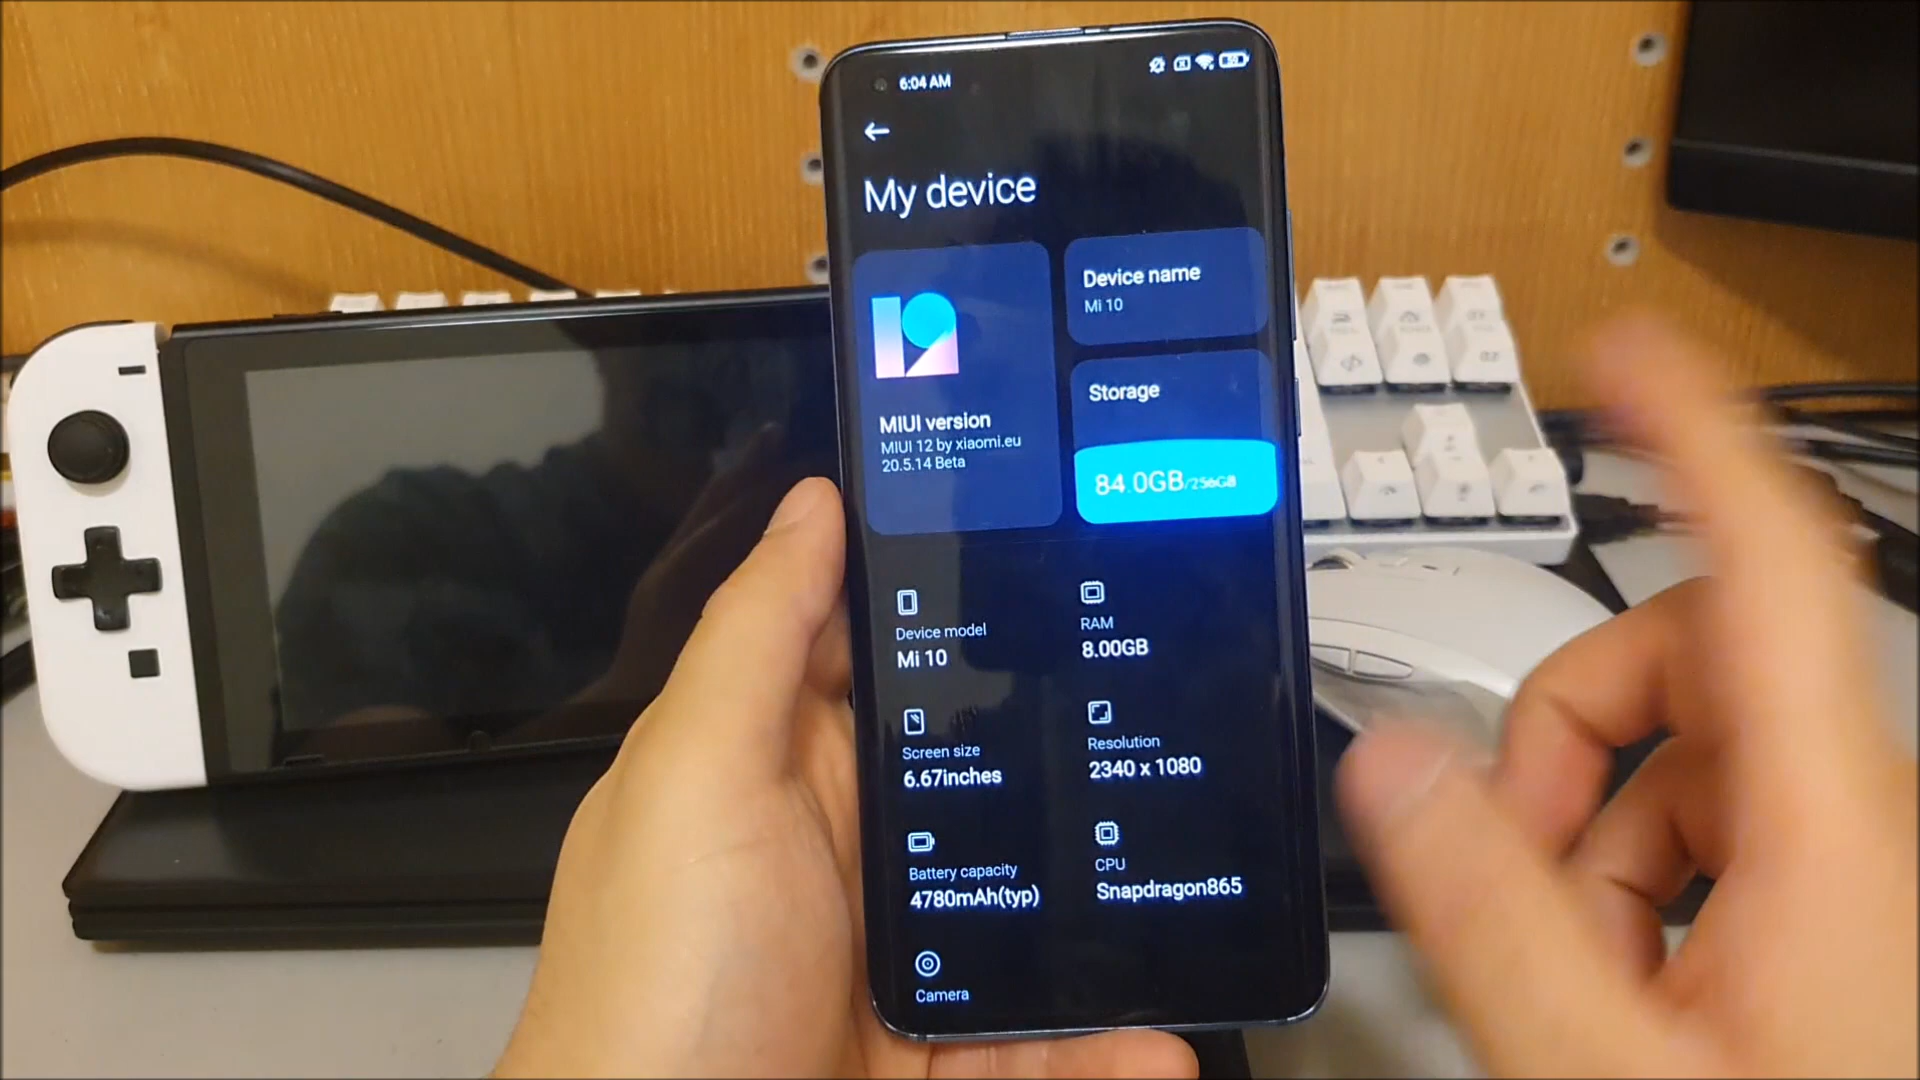 6:04 AM
My device
MIUI version
MIUI 12 by xiaomi.eu
20.5.14 Beta
Device name
Mi 10
Storage
84.0GB/256GB
Device model
Mi 10
RAM
8.00GB
Screen size
6.67inches
Resolution
2340 x 1080
Battery capacity
4780mAh(typ)
CPU
Snapdragon865
Camera